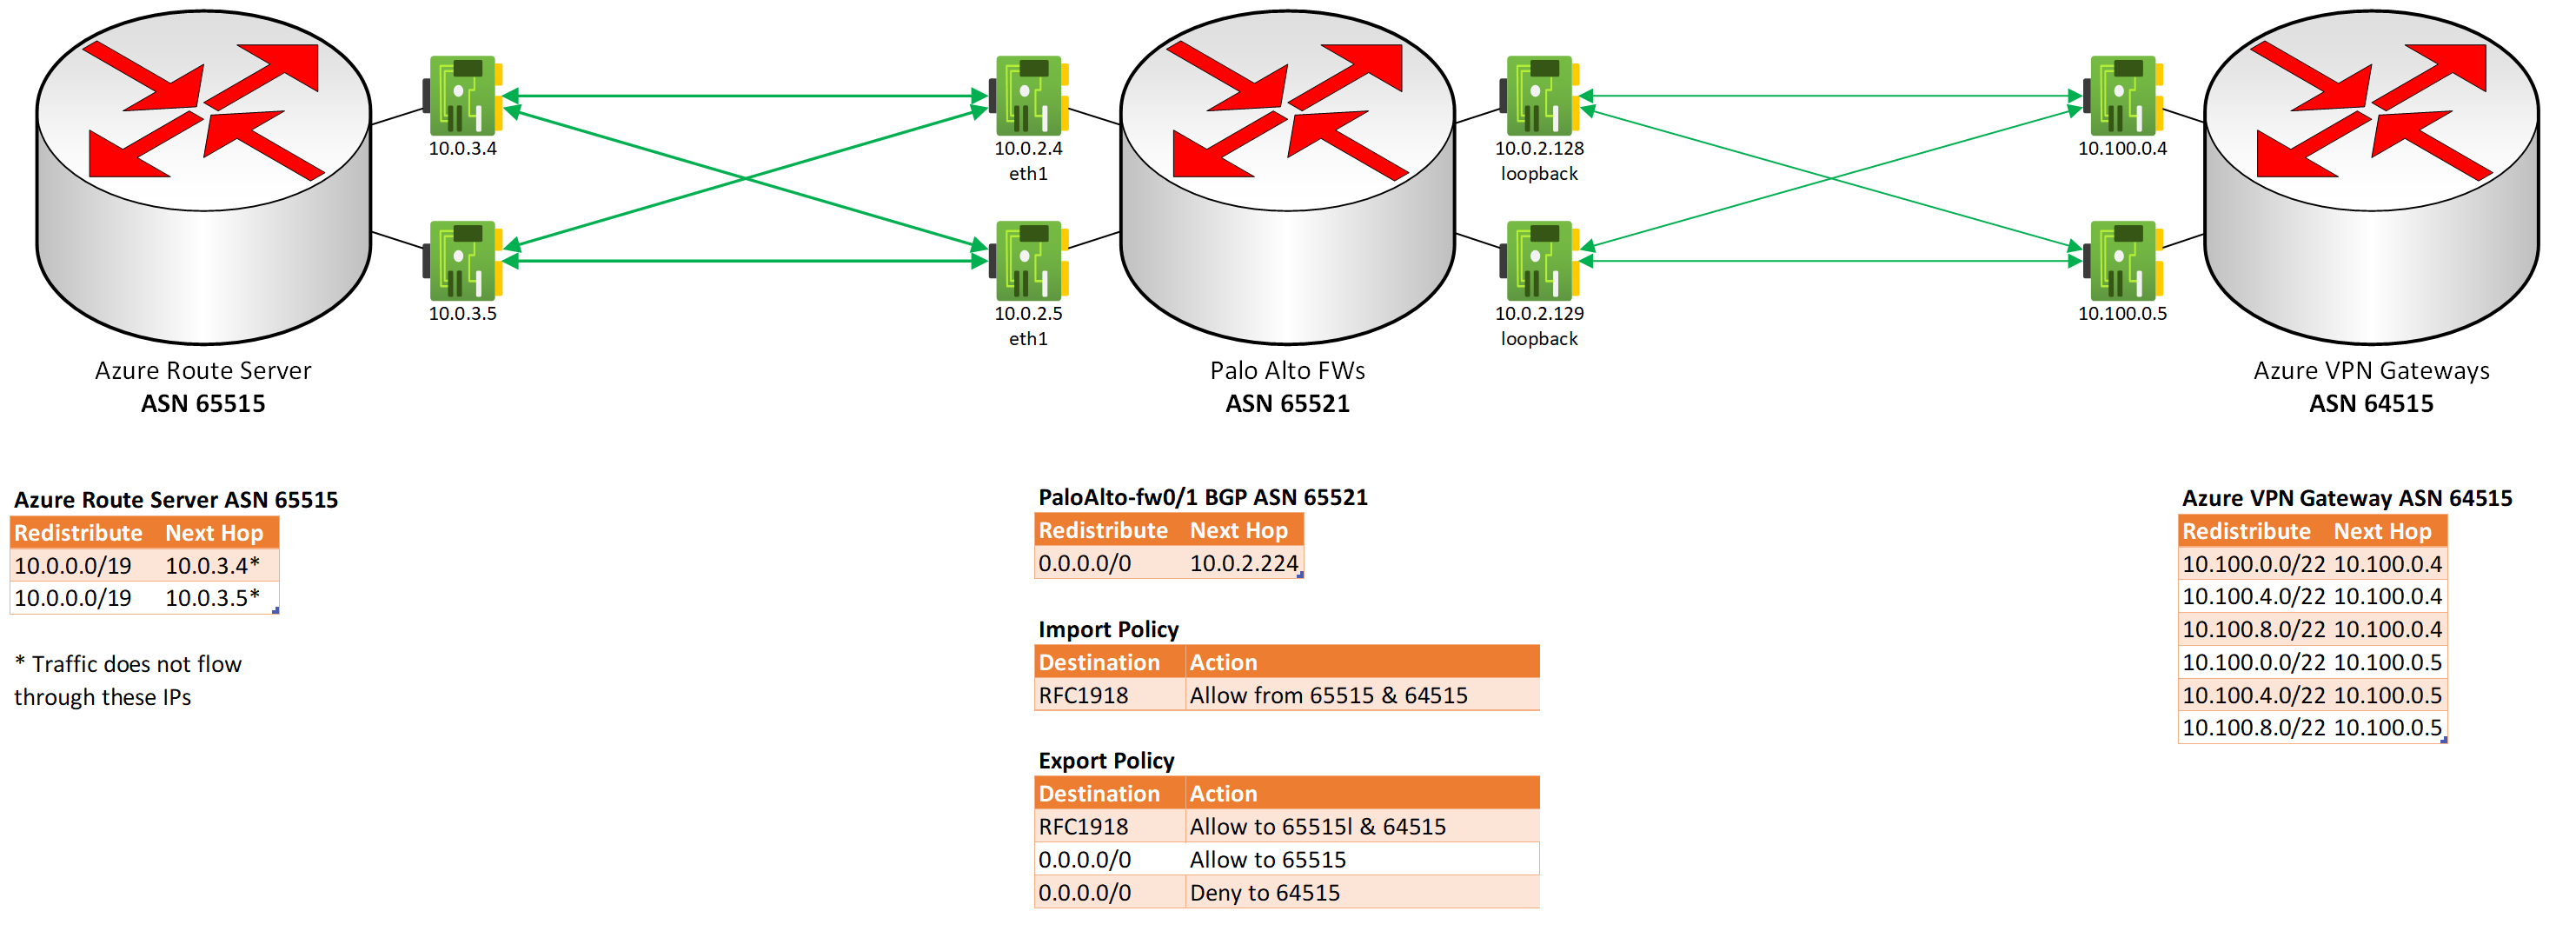 10.0.3.4
10.0.3.5
10.0.2.4
eth1
10.0.2.5
eth1
10.0.2.128
loopback
10.0.2.129
loopback
10.100.0.4
10.100.0.5
Azure Route Server
ASN 65515
Palo Alto FWs
ASN 65521
Azure VPN Gateways
ASN 64515
Azure Route Server ASN 65515
Redistribute Next Hop
10.0.0.0/19 10.0.3.4*
10.0.0.0/19 10.0.3.5*
* Traffic does not flow
through these IPs
PaloAlto-fw0/1 BGP ASN 65521
Redistribute Next Hop
0.0.0.0/0 10.0.2.224
Import Policy
Destination Action
RFC1918 Allow from 65515 & 64515
Export Policy
Destination Action
RFC1918 Allow to 65515l & 64515
0.0.0.0/0 Allow to 65515
0.0.0.0/0 Deny to 64515
Azure VPN Gateway ASN 64515
Redistribute Next Hop
10.100.0.0/22 10.100.0.4
10.100.4.0/22 10.100.0.4
10.100.8.0/22 10.100.0.4
10.100.0.0/22 10.100.0.5
10.100.4.0/22 10.100.0.5
10.100.8.0/22 10.100.0.5